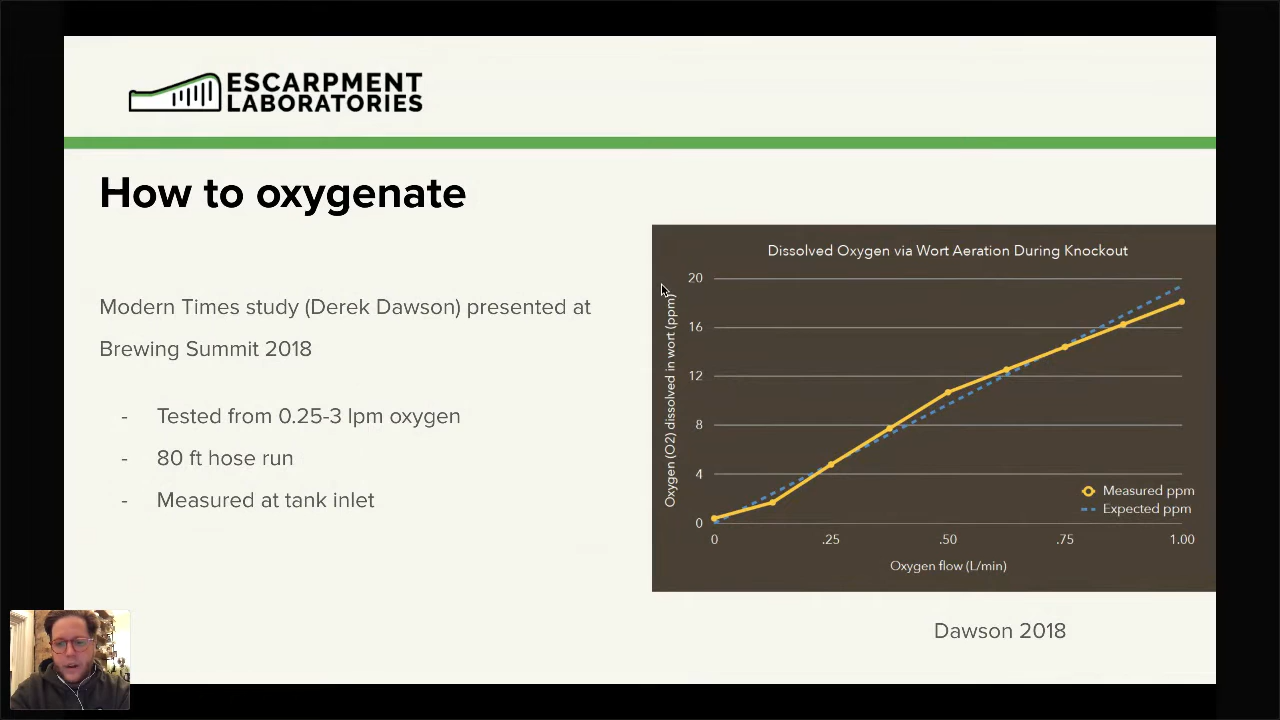 ESCARPMENT
LABORATORIES
How to oxygenate
Modern Times study (Derek Dawson) presented at
Brewing Summit 2018
- Tested from 0.25-3 lpm oxygen
- 80 ft hose run
- Measured at tank inlet
Dissolved Oxygen via Wort Aeration During Knockout
Oxygen (O2) dissolved in wort (ppm)
20
16
12
8
4
0
0 .25 .50 .75 1.00
Oxygen flow (L/min)
Measured ppm
Expected ppm
Dawson 2018